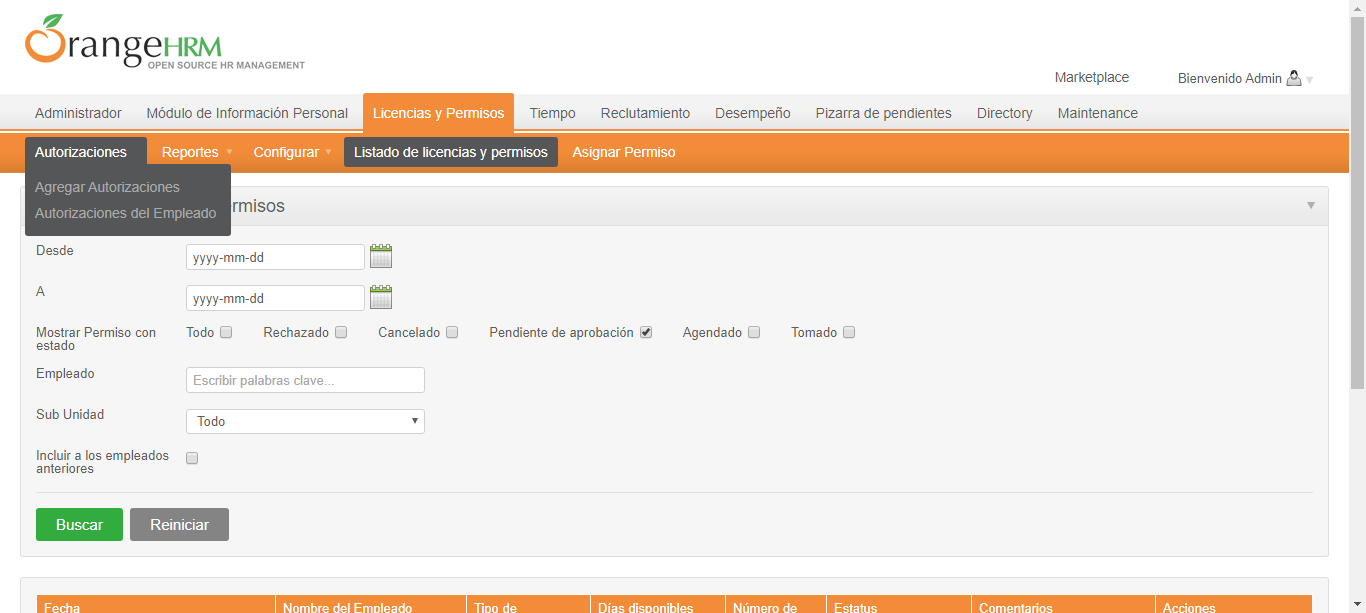 OrangeHRM
OPEN SOURCE HR MANAGEMENT
Marketplace
Bienvenido Admin
Administrador Módulo de Información Personal Licencias y Permisos Tiempo Reclutamiento Desempeño Pizarra de pendientes Directory Maintenance
Autorizaciones Reportes Configurar Listado de licencias y permisos Asignar Permiso
Agregar Autorizaciones
Autorizaciones del Empleado
Desde
yyyy-mm-dd
A
yyyy-mm-dd
Mostrar Permiso con estado
Todo Rechazado Cancelado Pendiente de aprobación Agendado Tomado
Empleado
Escribir palabras clave...
Sub Unidad
Todo
Incluir a los empleados
anteriores
Buscar Reiniciar
Fecha Nombre del Empleado Tipo de Días disponibles Número de Estatus Comentarios Acciones